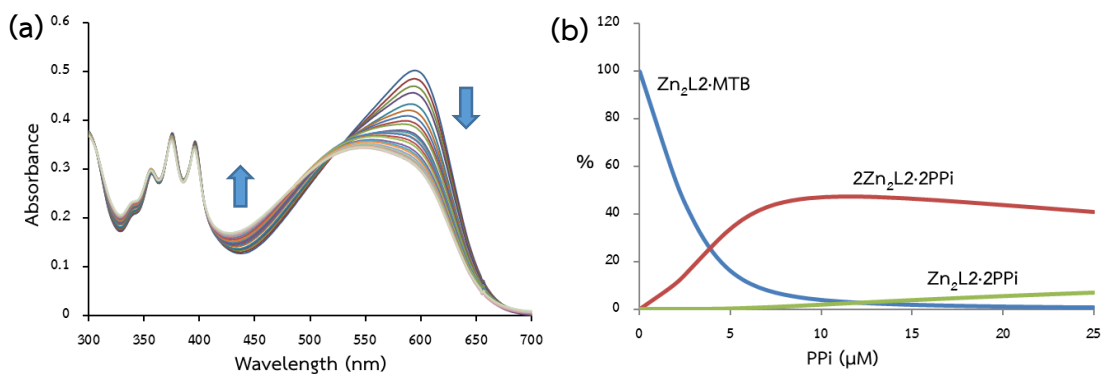 (a)
0.6
0.5
0.4
0.3
0.2
0.1
0
Absorbance
300 350 400 450 500 550 600 650 700
Wavelength (nm)
(b)
120
100
80
60
40
20
0
%
Zn₂L2·MTB
2Zn₂L2·2PPi
Zn₂L2·2PPi
0 5 10 15 20 25
PPi (µM)